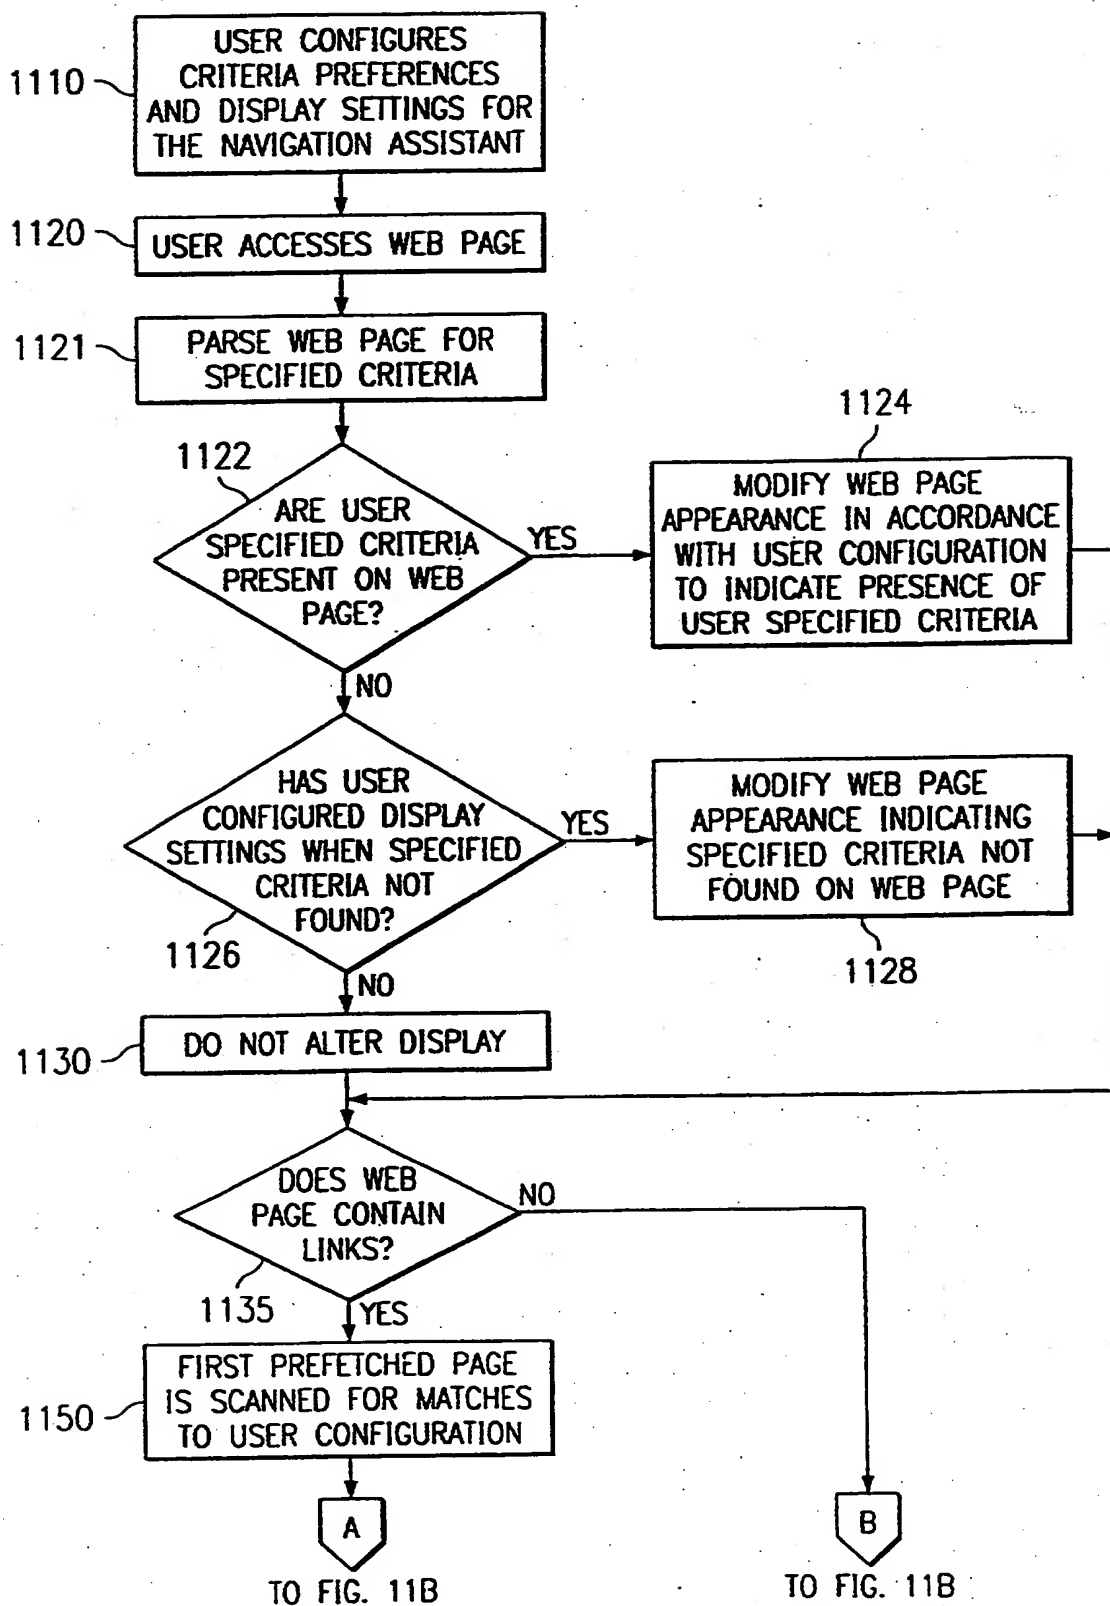 1110
USER CONFIGURES
CRITERIA PREFERENCES
AND DISPLAY SETTINGS FOR
THE NAVIGATION ASSISTANT
1120
USER ACCESSES WEB PAGE
1121
PARSE WEB PAGE FOR
SPECIFIED CRITERIA
1122
ARE USER
SPECIFIED CRITERIA
PRESENT ON WEB
PAGE?
YES
1124
MODIFY WEB PAGE
APPEARANCE IN ACCORDANCE
WITH USER CONFIGURATION
TO INDICATE PRESENCE OF
USER SPECIFIED CRITERIA
NO
HAS USER
CONFIGURED DISPLAY
SETTINGS WHEN SPECIFIED
CRITERIA NOT
FOUND?
1126
YES
MODIFY WEB PAGE
APPEARANCE INDICATING
SPECIFIED CRITERIA NOT
FOUND ON WEB PAGE
1128
NO
1130
DO NOT ALTER DISPLAY
DOES WEB
PAGE CONTAIN
LINKS?
1135
NO
YES
1150
FIRST PREFETCHED PAGE
IS SCANNED FOR MATCHES
TO USER CONFIGURATION
A
TO FIG. 11B
B
TO FIG. 11B